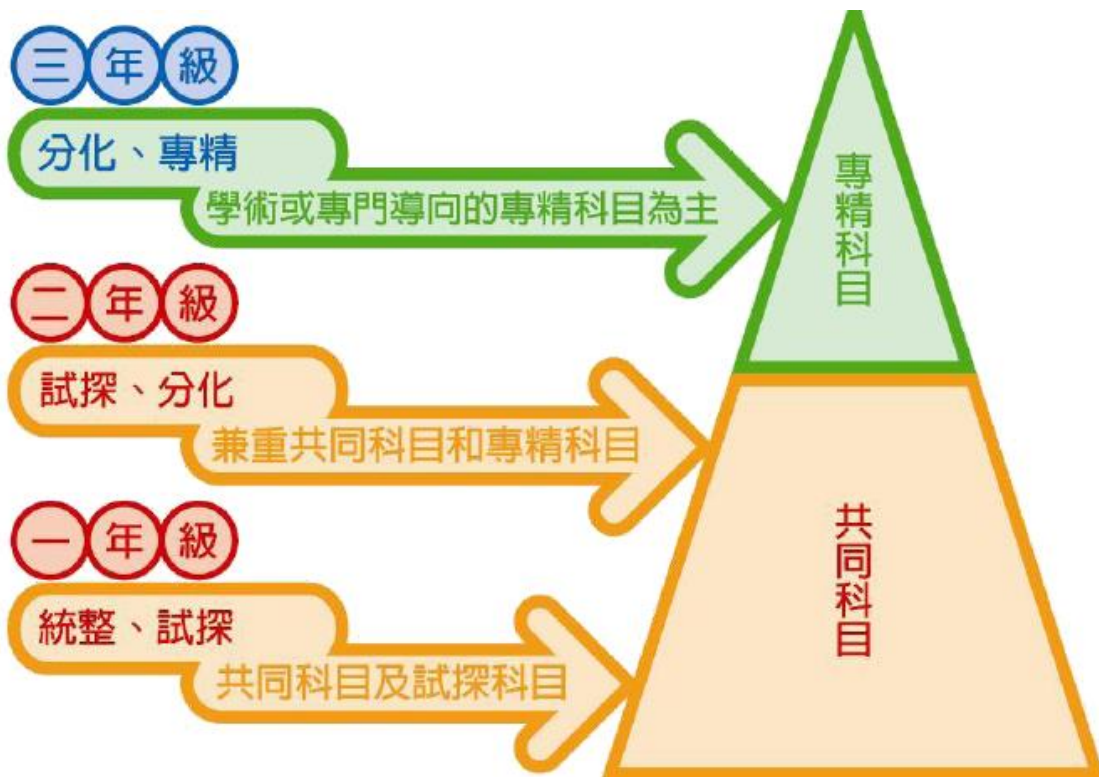 三年級
分化、專精
學術或專門導向的專精科目為主
專精科目
二年級
試探、分化
兼重共同科目和專精科目
一年級
統整、試探
共同科目及試探科目
共同科目